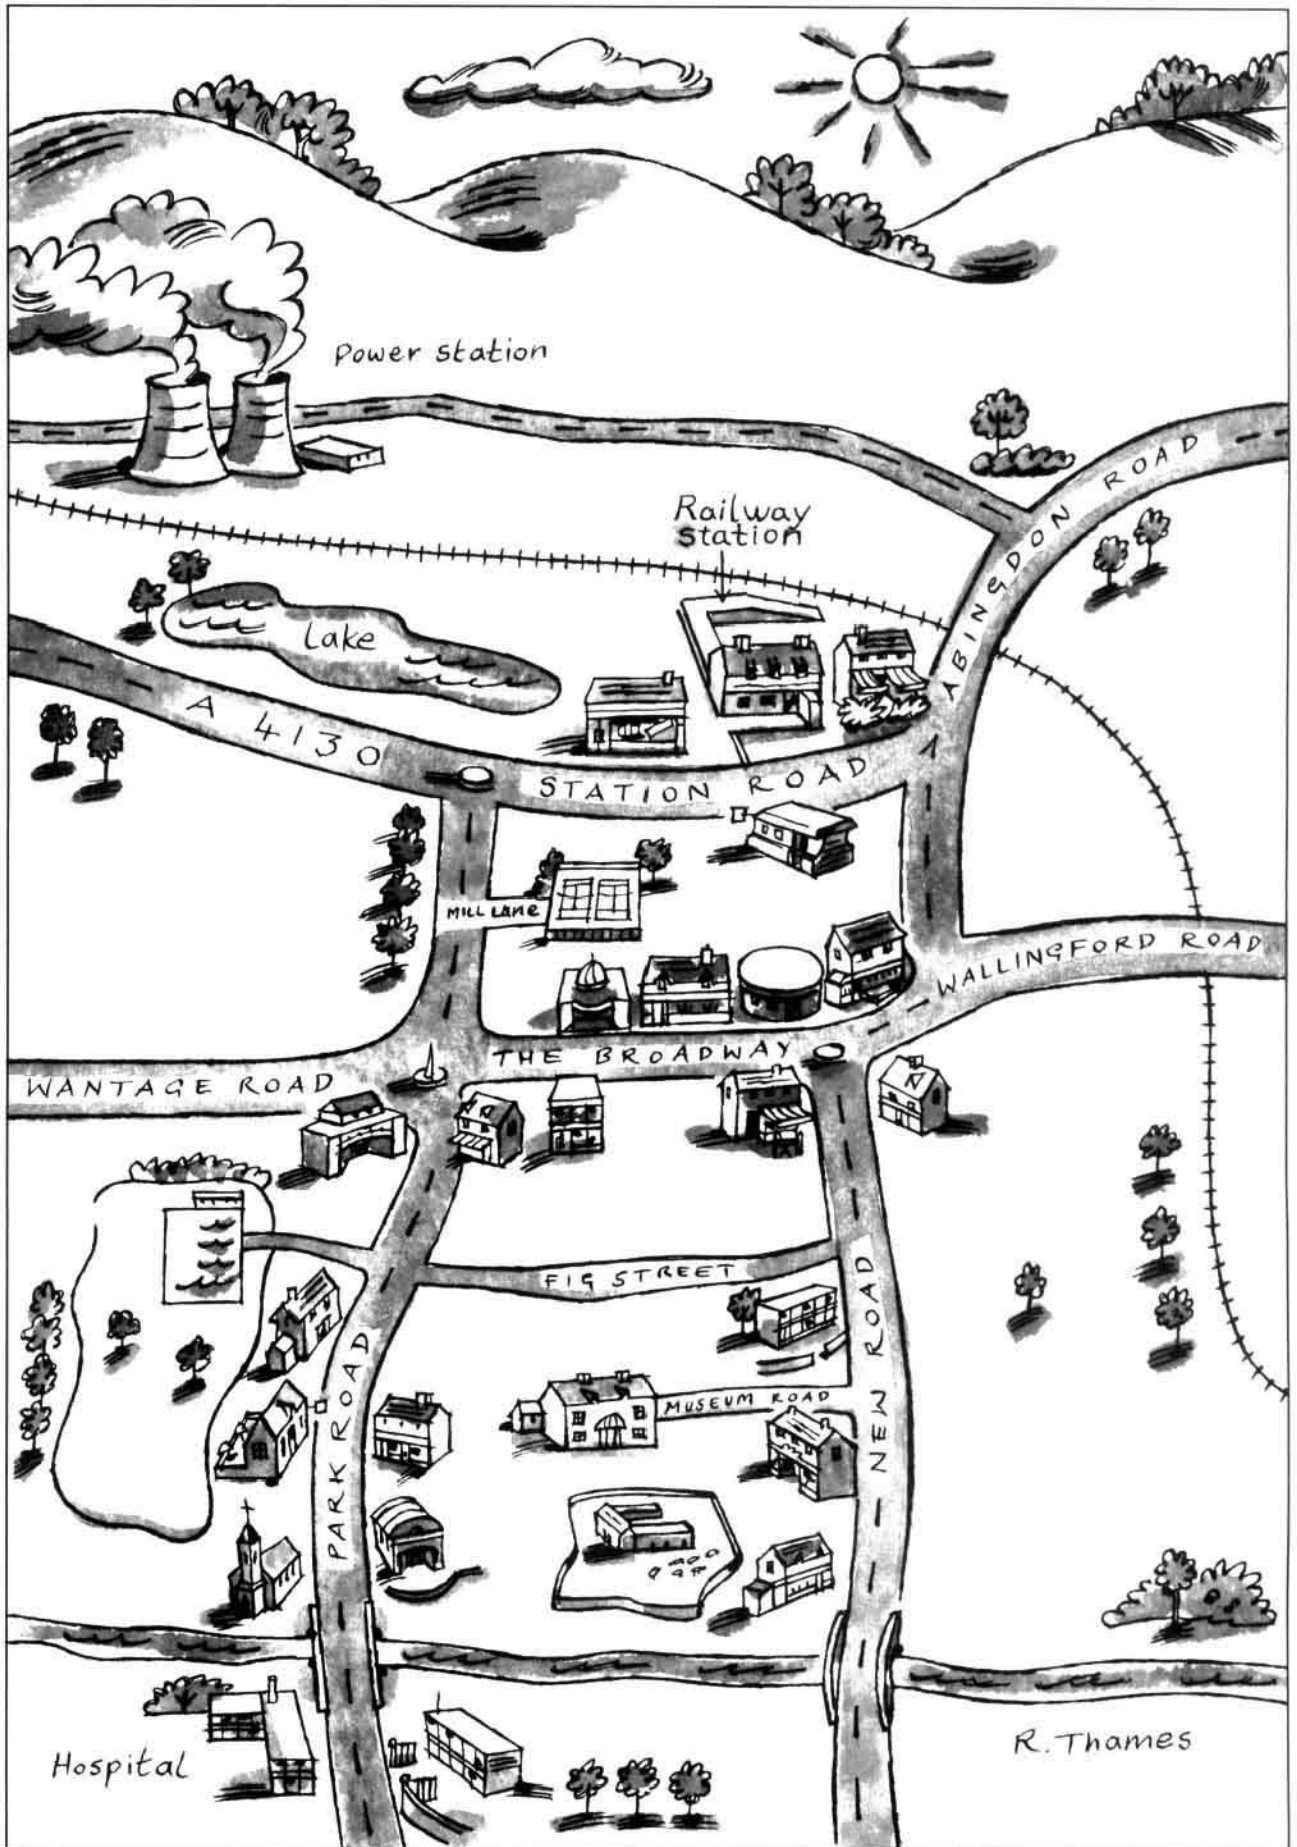 Power station
Railway
Station
ABINGDON ROAD
Lake
A 4130
STATION ROAD
MILL Lane
WALLINGFORD ROAD
THE BROADWAY
WANTAGE ROAD
FIG STREET
PARK ROAD
MUSEUM ROAD
NEW ROAD
Hospital
R. Thames